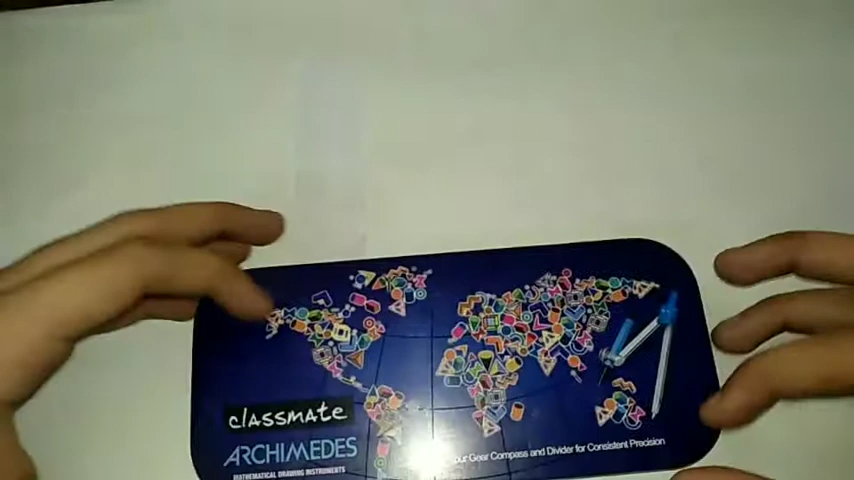 classmate
ARCHIMEDES
MATHEMATICAL DRAWING INSTRUMENTS
our Gear Compass and Divider for Consistent Precision